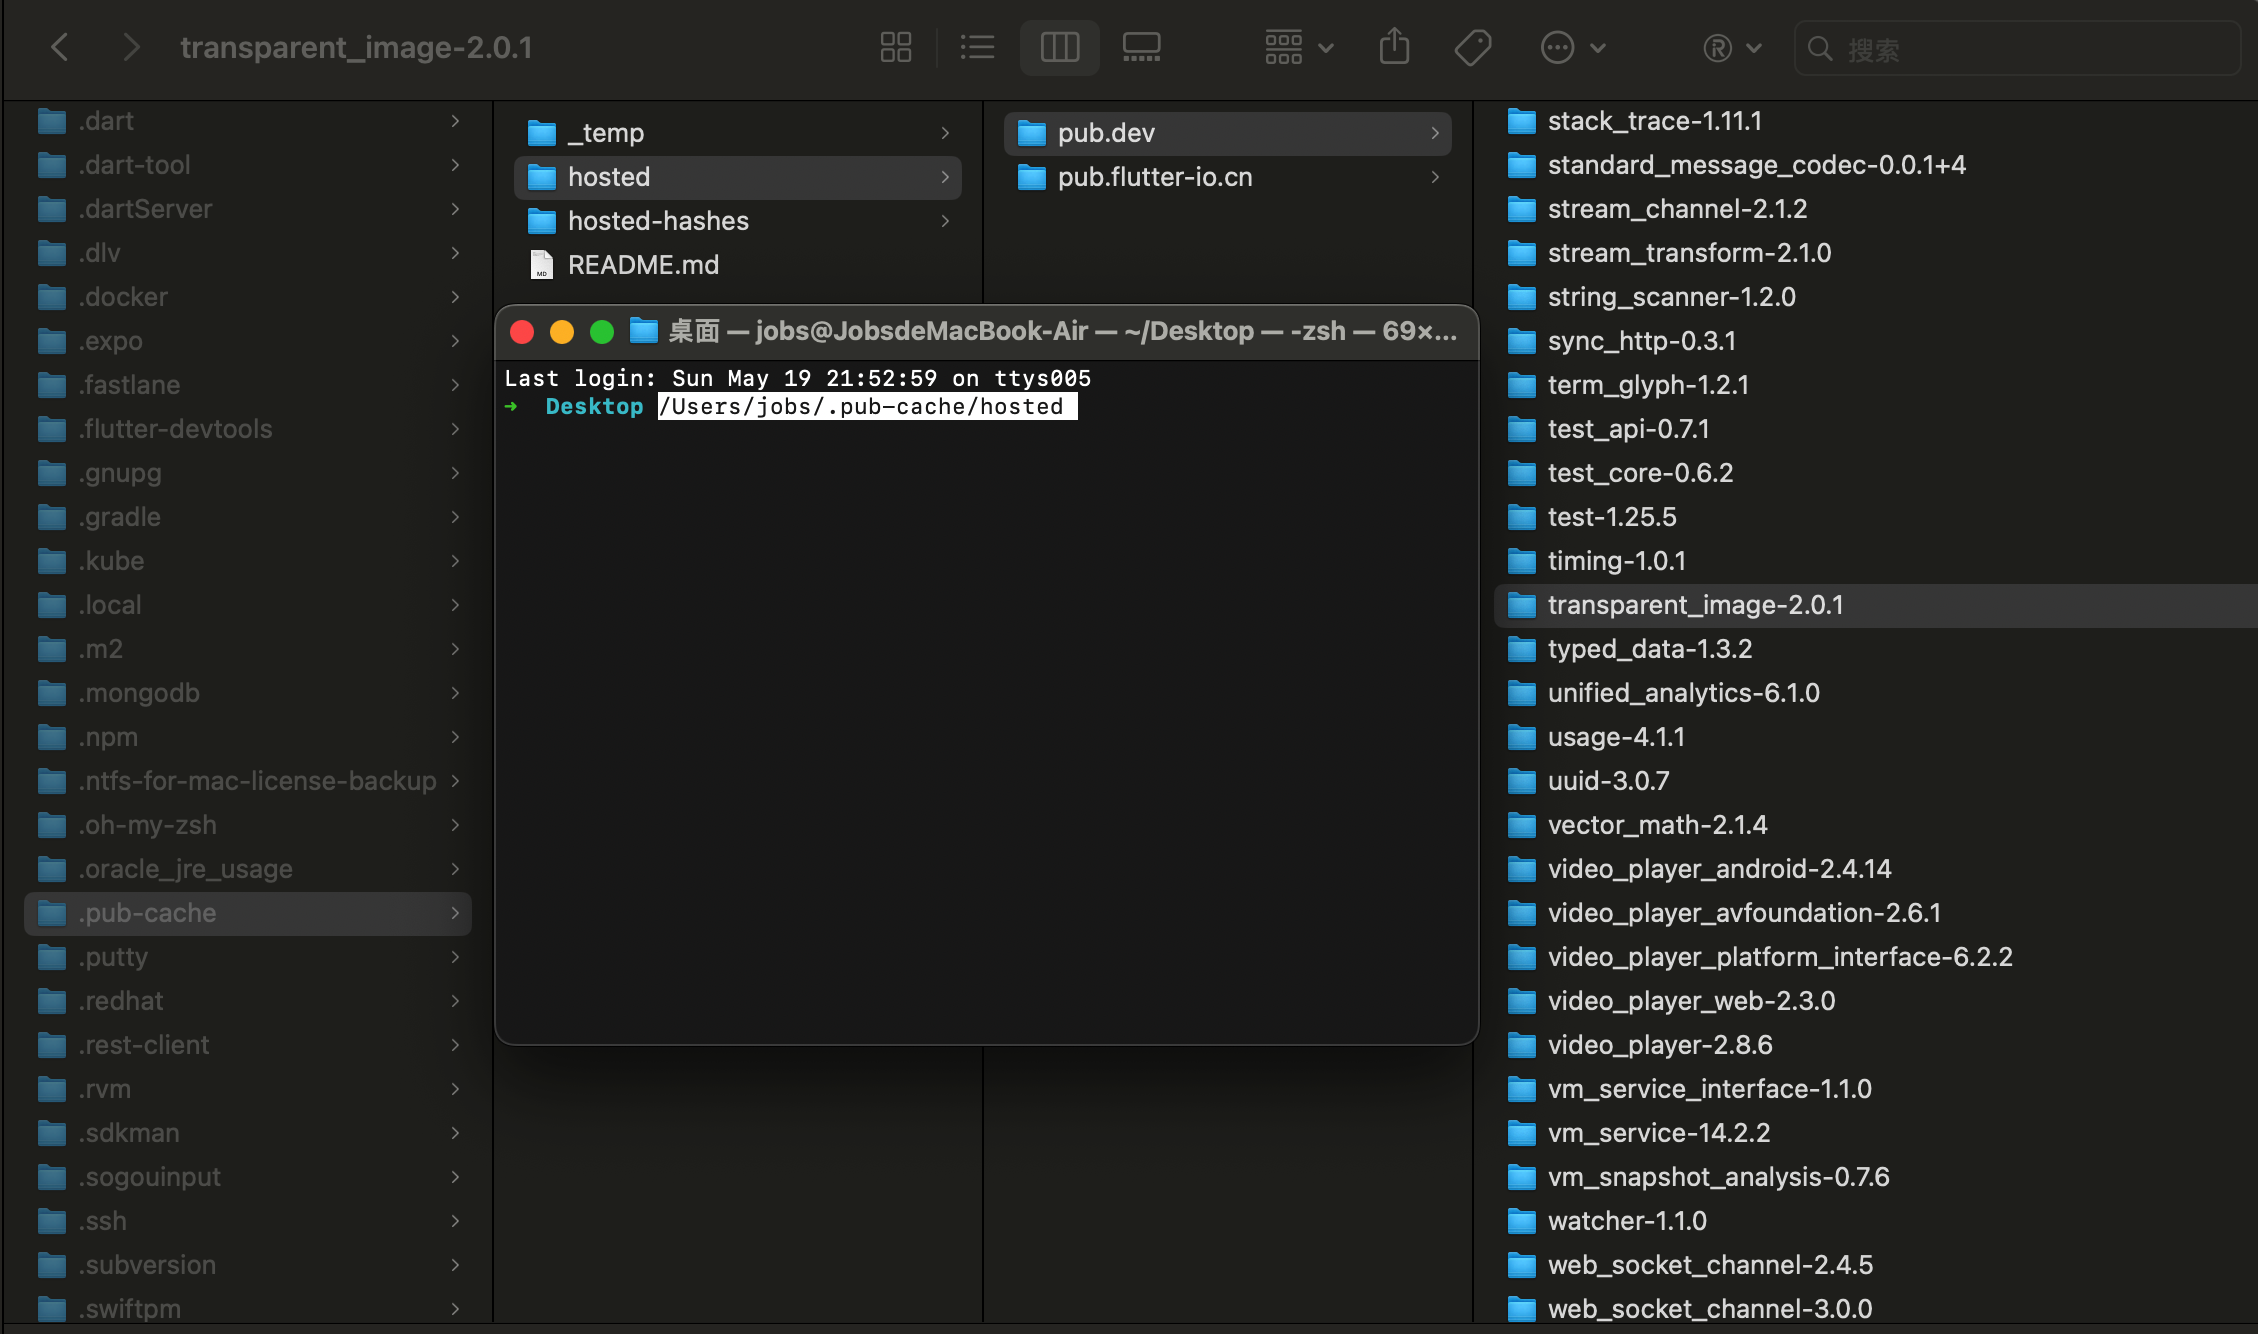 transparent_image-2.0.1
搜索
.dart
.dart-tool
.dartServer
.dlv
.docker
.expo
.fastlane
.flutter-devtools
.gnupg
.gradle
.kube
.local
.m2
.mongodb
.npm
.ntfs-for-mac-license-backup
.oh-my-zsh
.oracle_jre_usage
.pub-cache
.putty
.redhat
.rest-client
.rvm
.sdkman
.sogouinput
.ssh
.subversion
.swiftpm
_temp
hosted
hosted-hashes
MD
README.md
pub.dev
pub.flutter-io.cn
桌面 — jobs@JobsdeMacBook-Air — ~/Desktop — -zsh — 69×...
Last login: Sun May 19 21:52:59 on ttys005
➜ Desktop /Users/jobs/.pub-cache/hosted
stack_trace-1.11.1
standard_message_codec-0.0.1+4
stream_channel-2.1.2
stream_transform-2.1.0
string_scanner-1.2.0
sync_http-0.3.1
term_glyph-1.2.1
test_api-0.7.1
test_core-0.6.2
test-1.25.5
timing-1.0.1
transparent_image-2.0.1
typed_data-1.3.2
unified_analytics-6.1.0
usage-4.1.1
uuid-3.0.7
vector_math-2.1.4
video_player_android-2.4.14
video_player_avfoundation-2.6.1
video_player_platform_interface-6.2.2
video_player_web-2.3.0
video_player-2.8.6
vm_service_interface-1.1.0
vm_service-14.2.2
vm_snapshot_analysis-0.7.6
watcher-1.1.0
web_socket_channel-2.4.5
web_socket_channel-3.0.0